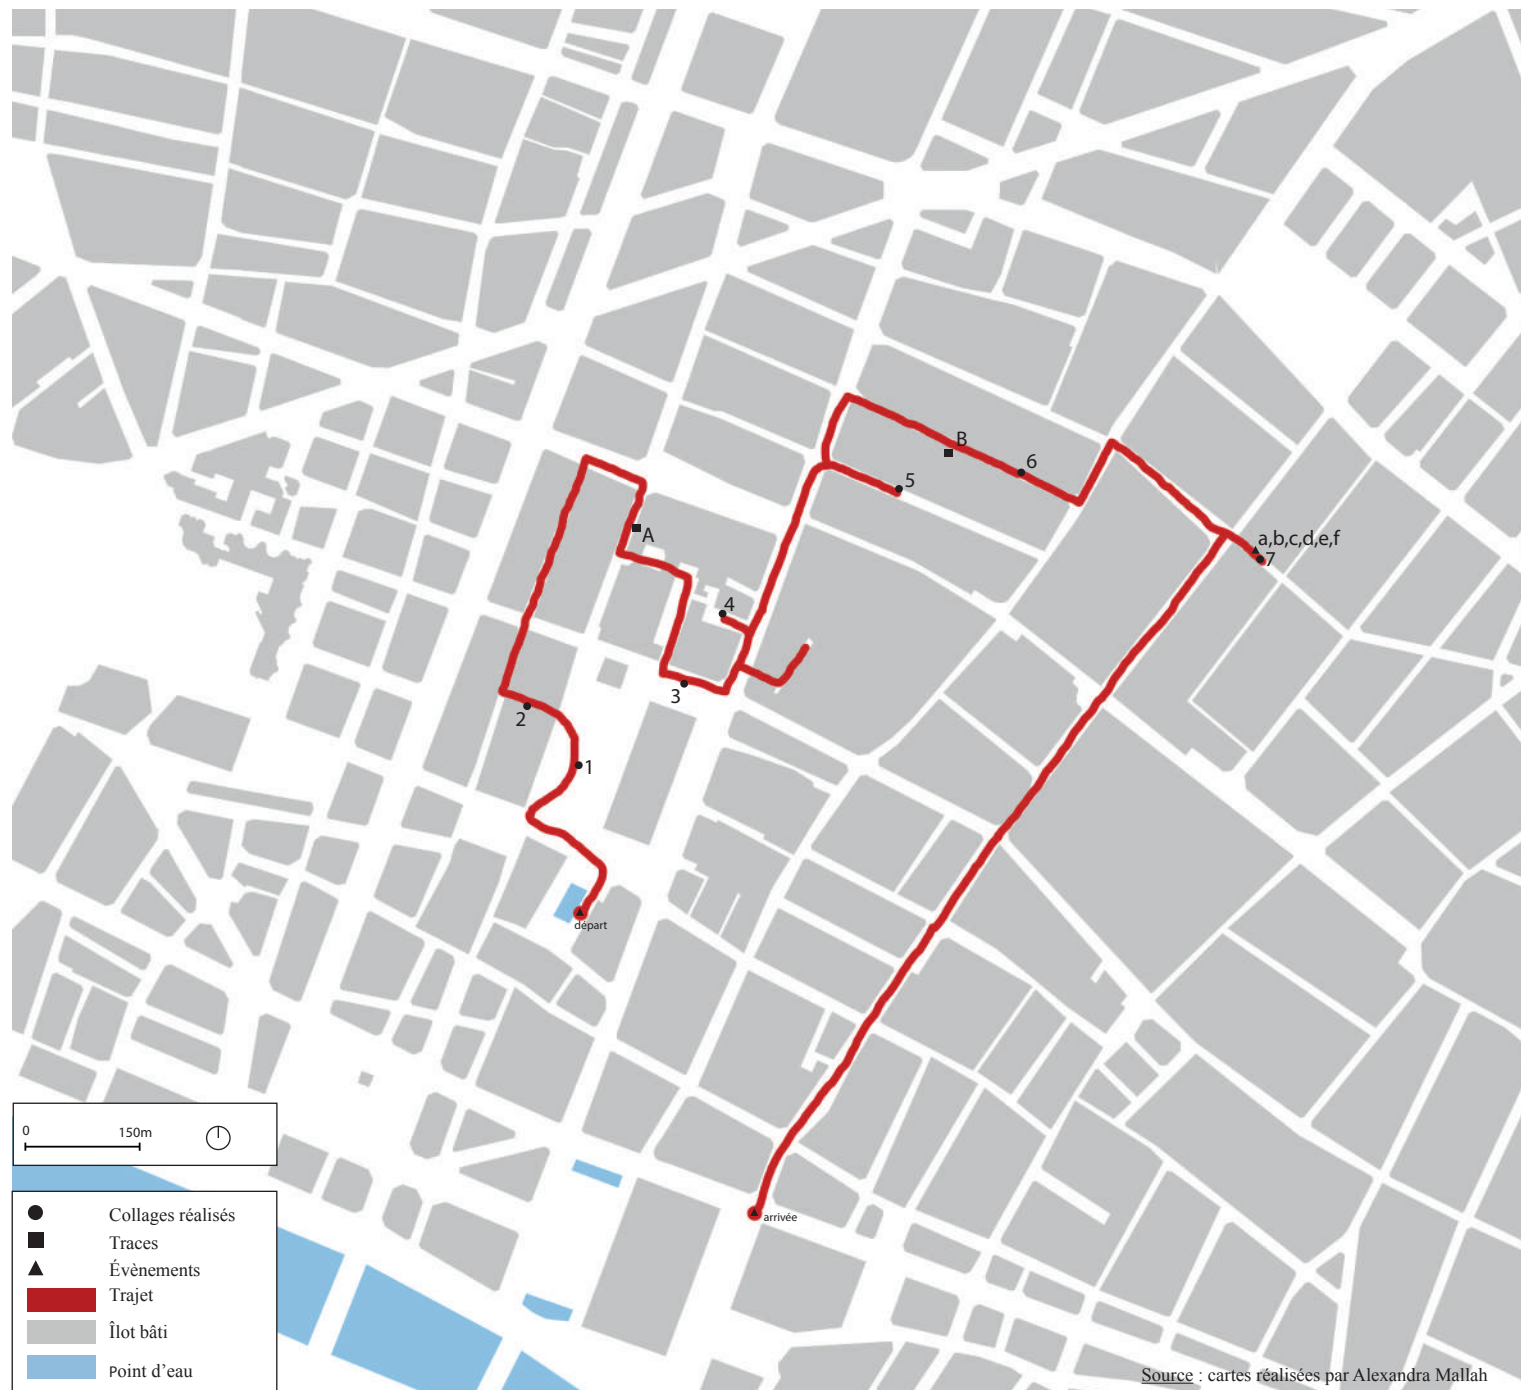 B
6
5
A
a,b,c,d,e,f
7
4
3
2
1
départ
0 150m
arrivée
Collages réalisés
Traces
Évènements
Trajet
Îlot bâti
Point d'eau
Source : cartes réalisées par Alexandra Mallah